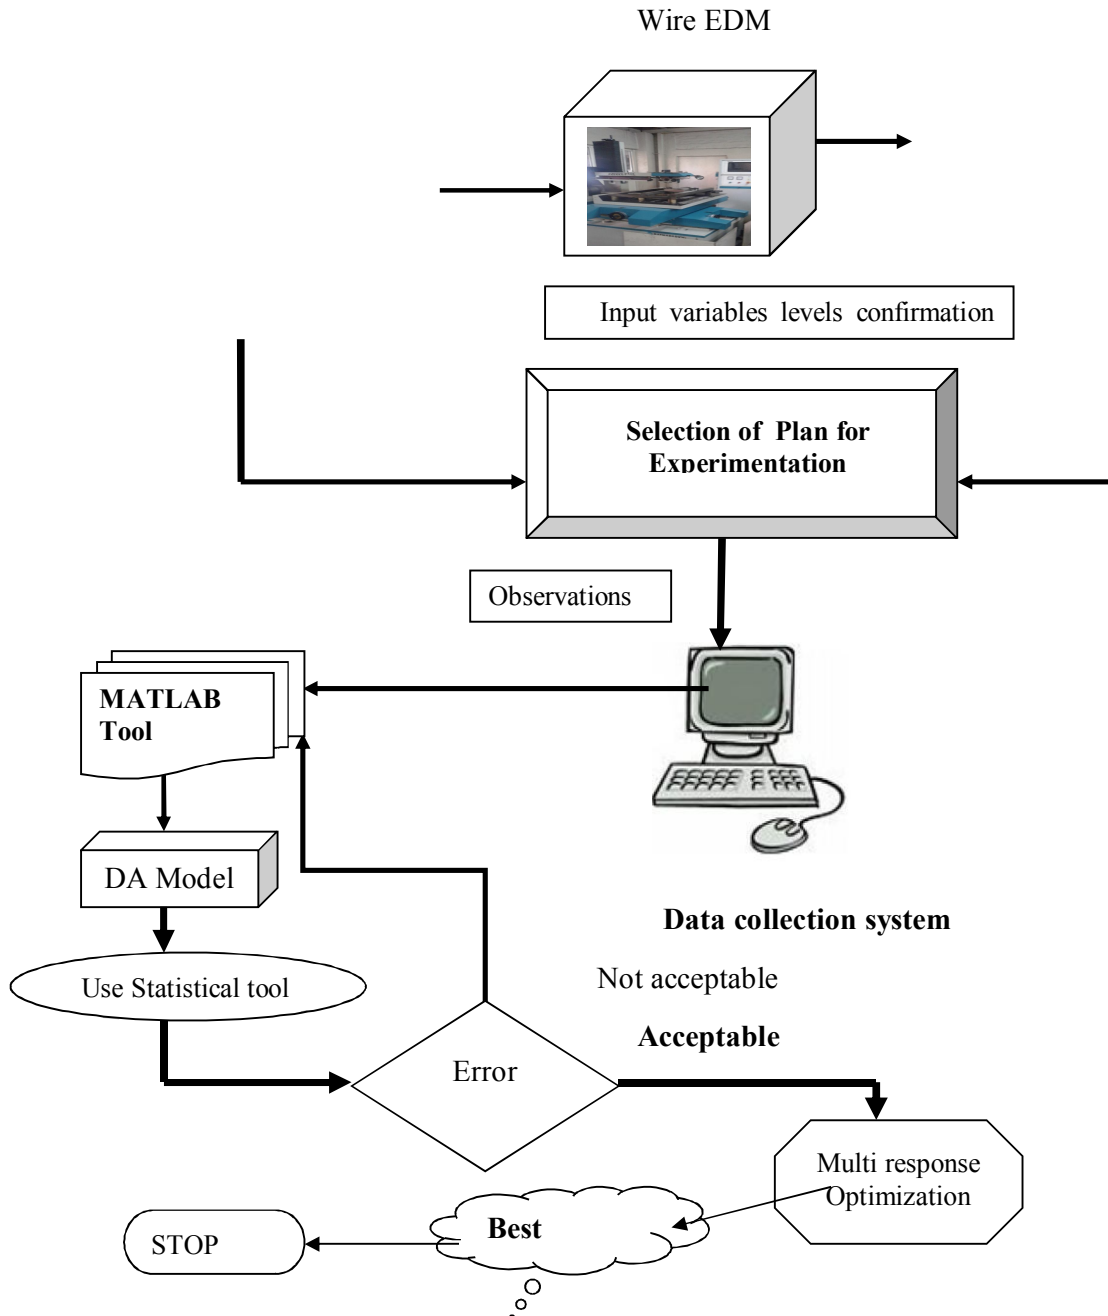 Wire EDM
Input variables levels confirmation
Selection of Plan for
Experimentation
Observations
MATLAB
Tool
DA Model
Data collection system
Use Statistical tool
Not acceptable
Acceptable
Error
Multi response
Optimization
Best
STOP